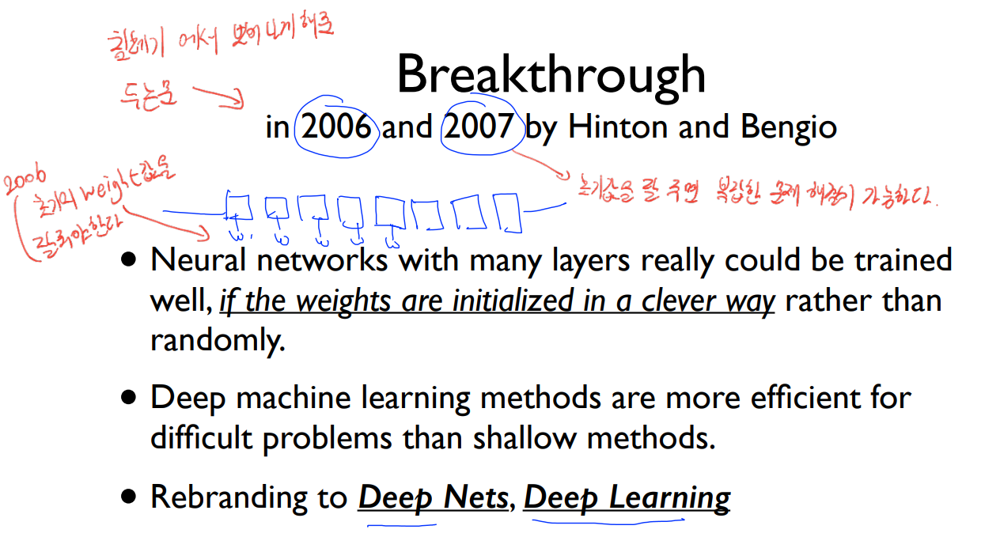 침체기 에서 벗어나게해준
두논문
Breakthrough
in 2006 and 2007 by Hinton and Bengio
2006
초기의 weight값을
잘줘야한다
초기값을 잘 주면 복잡한 문제 해결이 가능하다.
w w w w w
• Neural networks with many layers really could be trained
well, if the weights are initialized in a clever way rather than
randomly.
• Deep machine learning methods are more efficient for
difficult problems than shallow methods.
• Rebranding to Deep Nets, Deep Learning